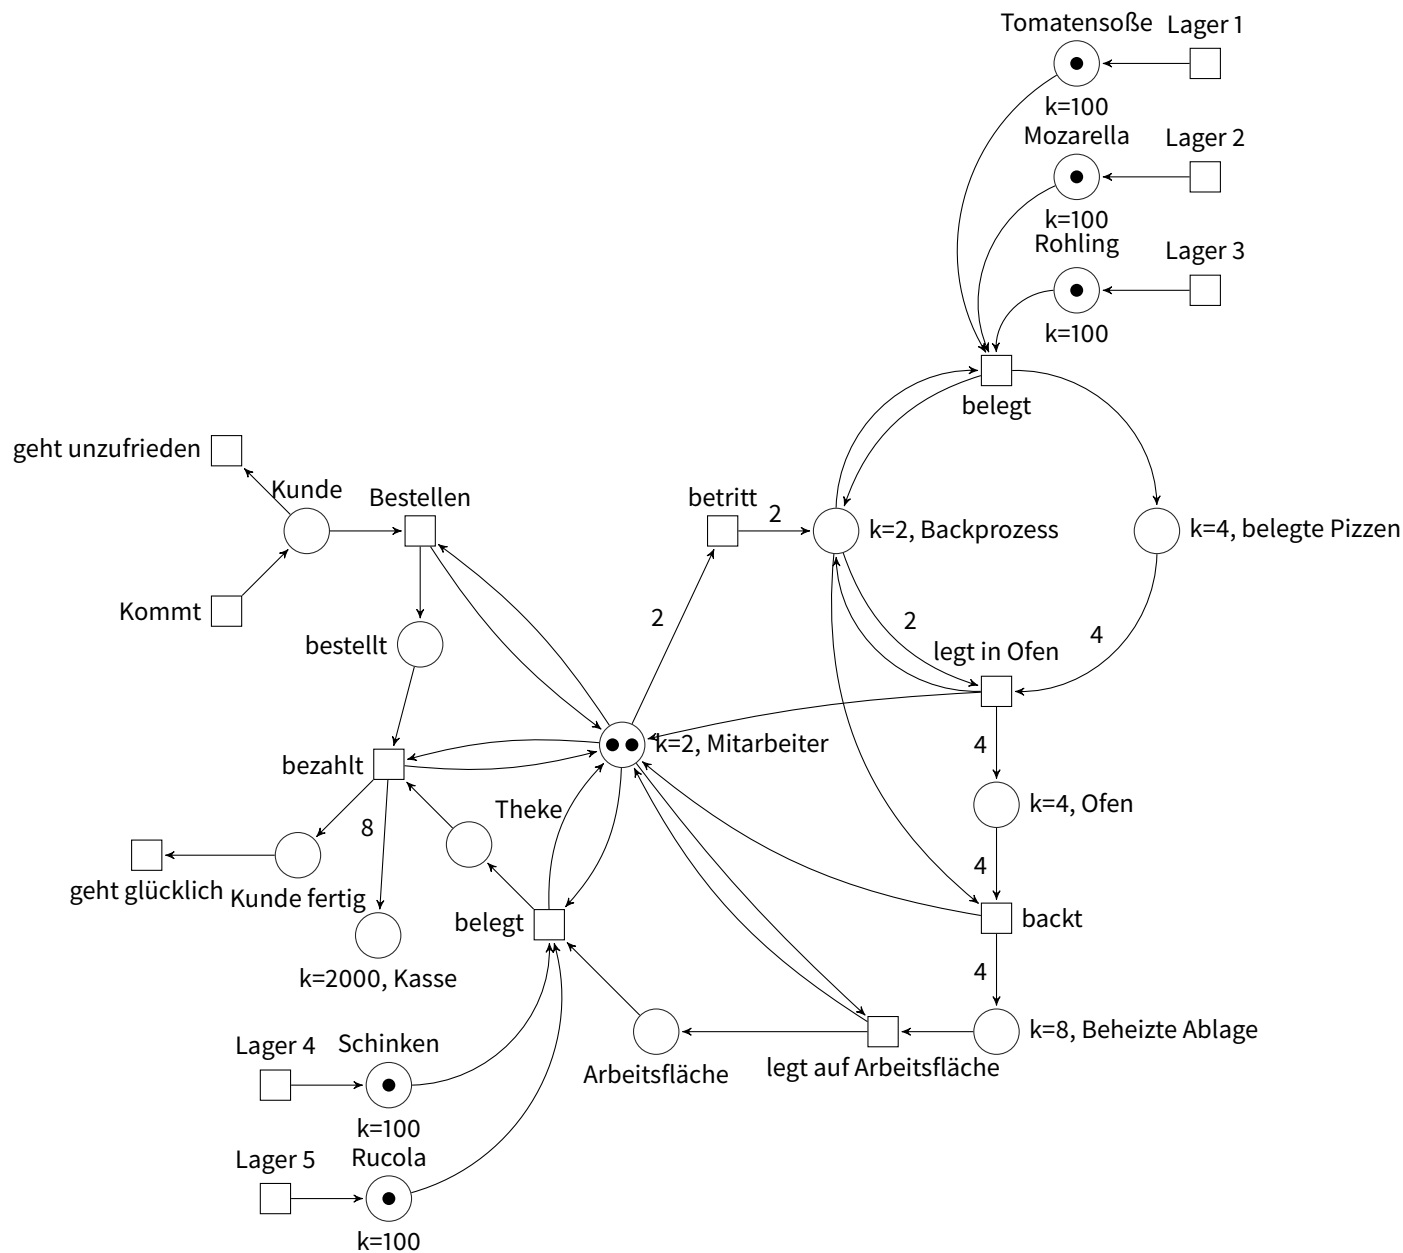 Tomatensoße Lager 1
k=100
Mozarella Lager 2
k=100
Rohling Lager 3
k=100
belegt
geht unzufrieden
Kunde Bestellen betritt 2
k=2, Backprozess k=4, belegte Pizzen
Kommt
2 2 4
bestellt legt in Ofen
k=2, Mitarbeiter 4
bezahlt
Theke k=4, Ofen
8
4
geht glücklich Kunde fertig
belegt backt
k=2000, Kasse 4
Lager 4 Schinken k=8, Beheizte Ablage
Arbeitsfläche legt auf Arbeitsfläche
k=100
Lager 5 Rucola
k=100